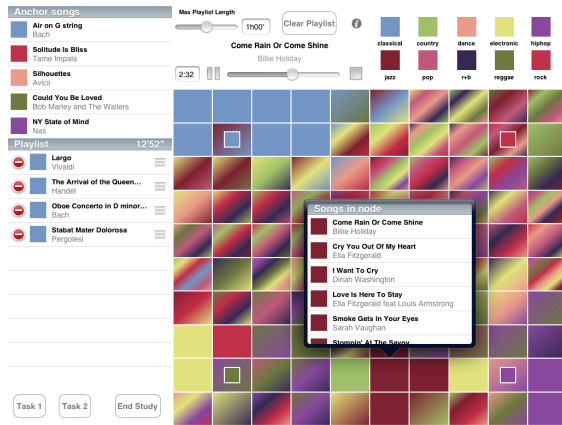 Anchor songs
Air on G string
Bach
Solitude Is Bliss
Tame Impala
Silhouettes
Avicii
Could You Be Loved
Bob Marley and The Wailers
NY State of Mind
Nas
Playlist 12'52"
Largo
Vivaldi
The Arrival of the Queen...
Handel
Oboe Concerto in D minor...
Bach
Stabat Mater Dolorosa
Pergolesi
Task 1 Task 2 End Study
Max Playlist Length
1h00' Clear Playlist i
Come Rain Or Come Shine
Billie Holiday
2:32
classical country dance electronic hiphop
jazz pop r+b reggae rock
Songs in node
Come Rain Or Come Shine
Billie Holiday
Cry You Out Of My Heart
Ella Fitzgerald
I Want To Cry
Dinah Washington
Love Is Here To Stay
Ella Fitzgerald feat Louis Armstrong
Smoke Gets In Your Eyes
Sarah Vaughan
Stompin' At The Savoy